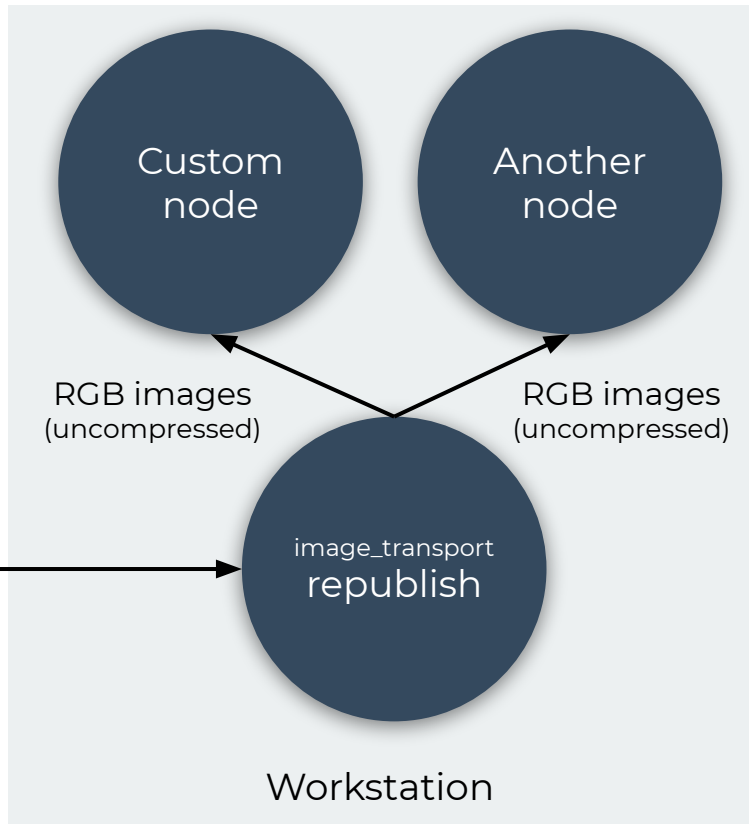 Custom
node
Another
node
RGB images
(uncompressed)
RGB images
(uncompressed)
image_transport
republish
Workstation